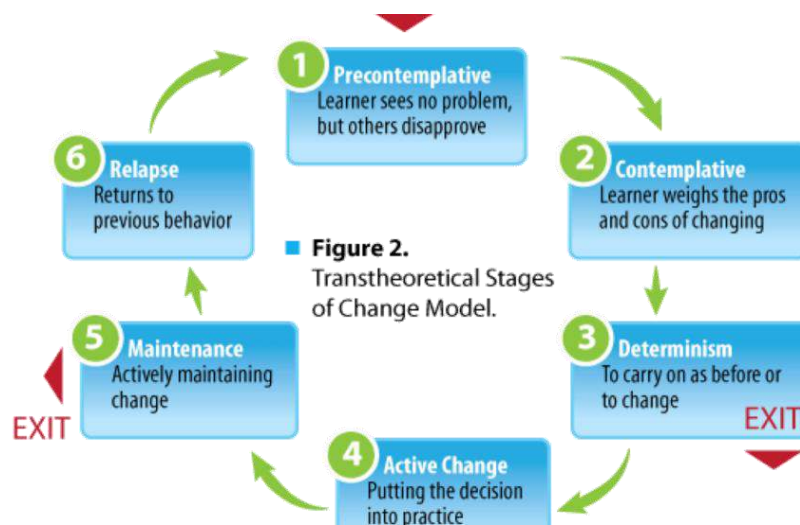 1
Precontemplative
Learner sees no problem,
but others disapprove
2
Contemplative
Learner weighs the pros
and cons of changing
3
Determinism
To carry on as before or
to change
EXIT
4
Active Change
Putting the decision
into practice
5
Maintenance
Actively maintaining
change
EXIT
6
Relapse
Returns to
previous behavior
Figure 2.
Transtheoretical Stages
of Change Model.